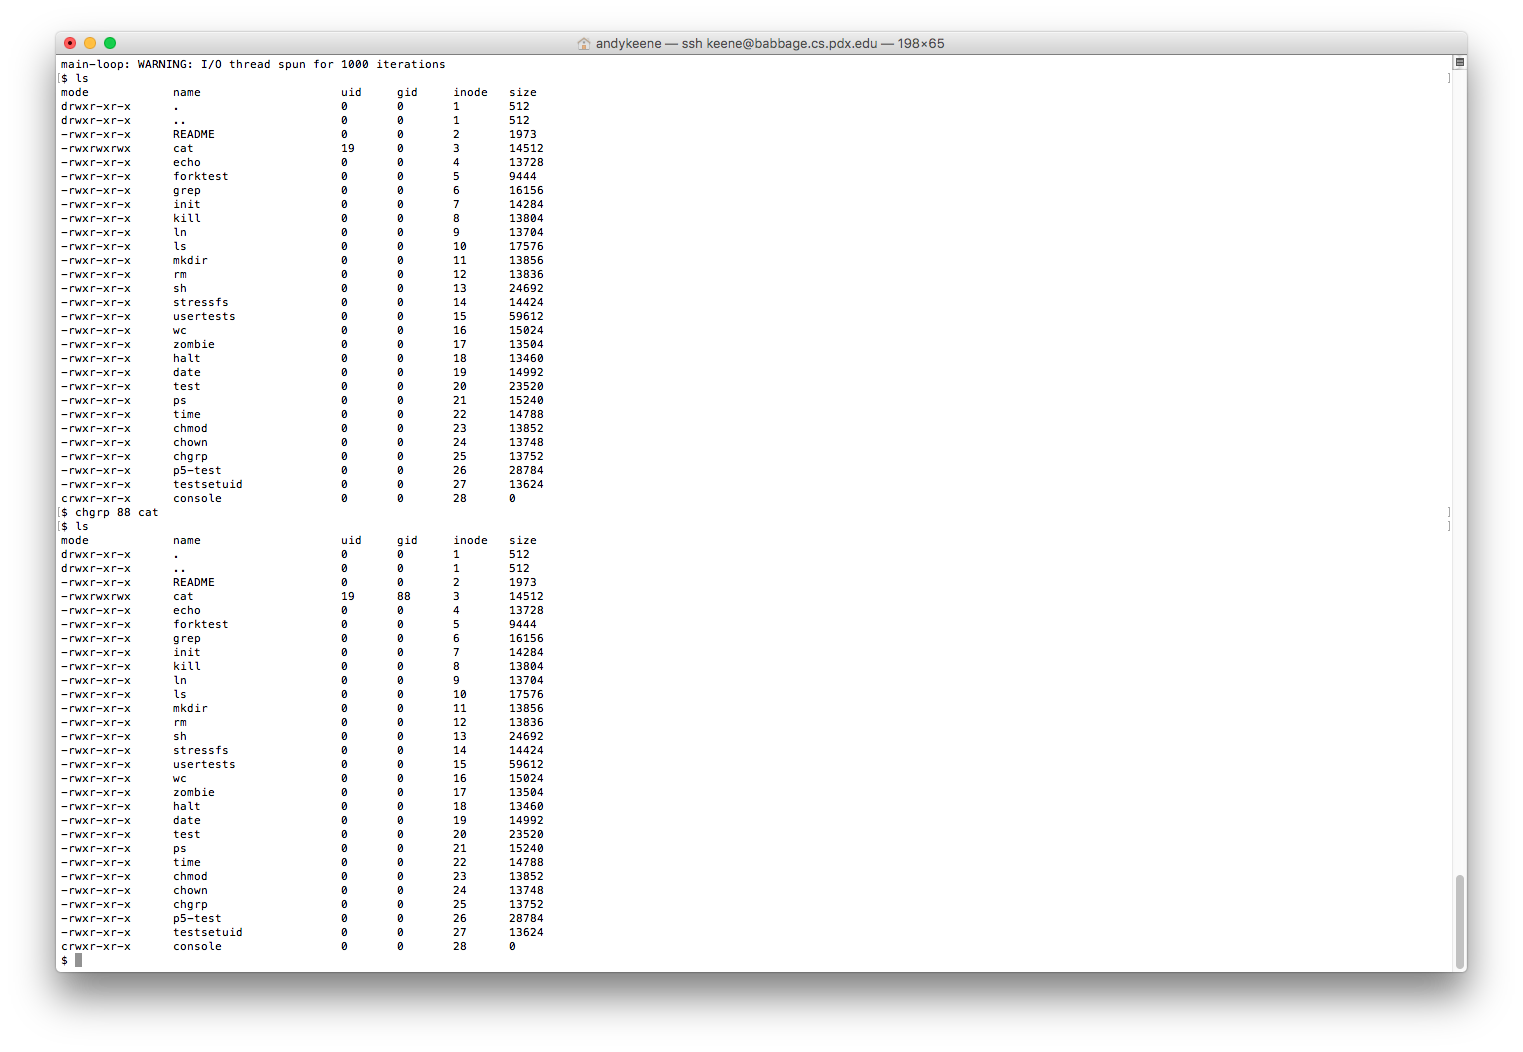 andykeene — ssh keene@babbage.cs.pdx.edu — 198×65
main-loop: WARNING: I/O thread spun for 1000 iterations
[$ ls ]
mode name uid gid inode size
drwxr-xr-x . 0 0 1 512
drwxr-xr-x .. 0 0 1 512
-rwxr-xr-x README 0 0 2 1973
-rwxrwxrwx cat 19 0 3 14512
-rwxr-xr-x echo 0 0 4 13728
-rwxr-xr-x forktest 0 0 5 9444
-rwxr-xr-x grep 0 0 6 16156
-rwxr-xr-x init 0 0 7 14284
-rwxr-xr-x kill 0 0 8 13804
-rwxr-xr-x ln 0 0 9 13704
-rwxr-xr-x ls 0 0 10 17576
-rwxr-xr-x mkdir 0 0 11 13856
-rwxr-xr-x rm 0 0 12 13836
-rwxr-xr-x sh 0 0 13 24692
-rwxr-xr-x stressfs 0 0 14 14424
-rwxr-xr-x usertests 0 0 15 59612
-rwxr-xr-x wc 0 0 16 15024
-rwxr-xr-x zombie 0 0 17 13504
-rwxr-xr-x halt 0 0 18 13460
-rwxr-xr-x date 0 0 19 14992
-rwxr-xr-x test 0 0 20 23520
-rwxr-xr-x ps 0 0 21 15240
-rwxr-xr-x time 0 0 22 14788
-rwxr-xr-x chmod 0 0 23 13852
-rwxr-xr-x chown 0 0 24 13748
-rwxr-xr-x chgrp 0 0 25 13752
-rwxr-xr-x p5-test 0 0 26 28784
-rwxr-xr-x testsetuid 0 0 27 13624
crwxr-xr-x console 0 0 28 0
[$ chgrp 88 cat ]
[$ ls ]
mode name uid gid inode size
drwxr-xr-x . 0 0 1 512
drwxr-xr-x .. 0 0 1 512
-rwxr-xr-x README 0 0 2 1973
-rwxrwxrwx cat 19 88 3 14512
-rwxr-xr-x echo 0 0 4 13728
-rwxr-xr-x forktest 0 0 5 9444
-rwxr-xr-x grep 0 0 6 16156
-rwxr-xr-x init 0 0 7 14284
-rwxr-xr-x kill 0 0 8 13804
-rwxr-xr-x ln 0 0 9 13704
-rwxr-xr-x ls 0 0 10 17576
-rwxr-xr-x mkdir 0 0 11 13856
-rwxr-xr-x rm 0 0 12 13836
-rwxr-xr-x sh 0 0 13 24692
-rwxr-xr-x stressfs 0 0 14 14424
-rwxr-xr-x usertests 0 0 15 59612
-rwxr-xr-x wc 0 0 16 15024
-rwxr-xr-x zombie 0 0 17 13504
-rwxr-xr-x halt 0 0 18 13460
-rwxr-xr-x date 0 0 19 14992
-rwxr-xr-x test 0 0 20 23520
-rwxr-xr-x ps 0 0 21 15240
-rwxr-xr-x time 0 0 22 14788
-rwxr-xr-x chmod 0 0 23 13852
-rwxr-xr-x chown 0 0 24 13748
-rwxr-xr-x chgrp 0 0 25 13752
-rwxr-xr-x p5-test 0 0 26 28784
-rwxr-xr-x testsetuid 0 0 27 13624
crwxr-xr-x console 0 0 28 0
$